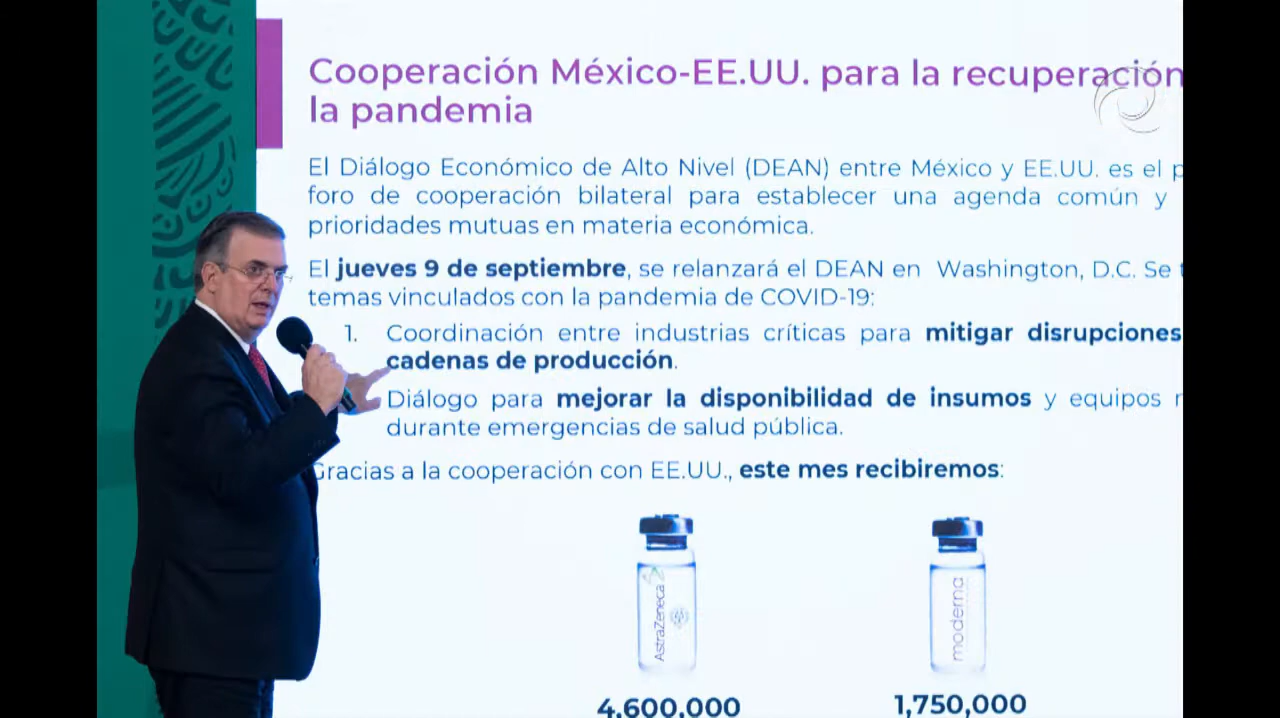 Cooperación México-EE.UU. para la recuperación
la pandemia
El Diálogo Económico de Alto Nivel (DEAN) entre México y EE.UU. es el p
foro de cooperación bilateral para establecer una agenda común y
prioridades mutuas en materia económica.
El jueves 9 de septiembre, se relanzará el DEAN en Washington, D.C. Se t
temas vinculados con la pandemia de COVID-19:
1. Coordinación entre industrias críticas para mitigar disrupciones
cadenas de producción.
Diálogo para mejorar la disponibilidad de insumos y equipos
durante emergencias de salud pública.
Gracias a la cooperación con EE.UU., este mes recibiremos:
AstraZeneca
moderna
4,600,000
1,750,000